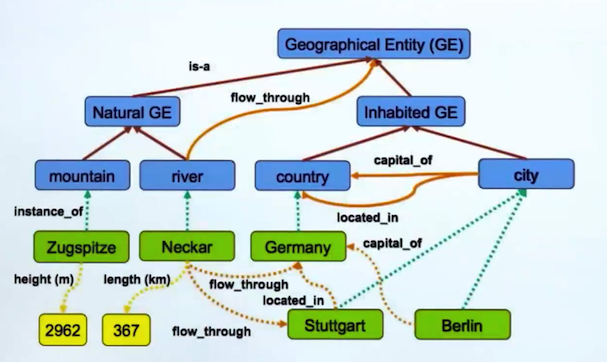 Geographical Entity (GE)
is-a
flow_through
Natural GE
Inhabited GE
capital_of
mountain
river
country
city
located_in
instance_of
Zugspitze
Neckar
Germany
capital_of
height (m)
length (km)
flow_through
located_in
2962
367
flow_through
Stuttgart
Berlin